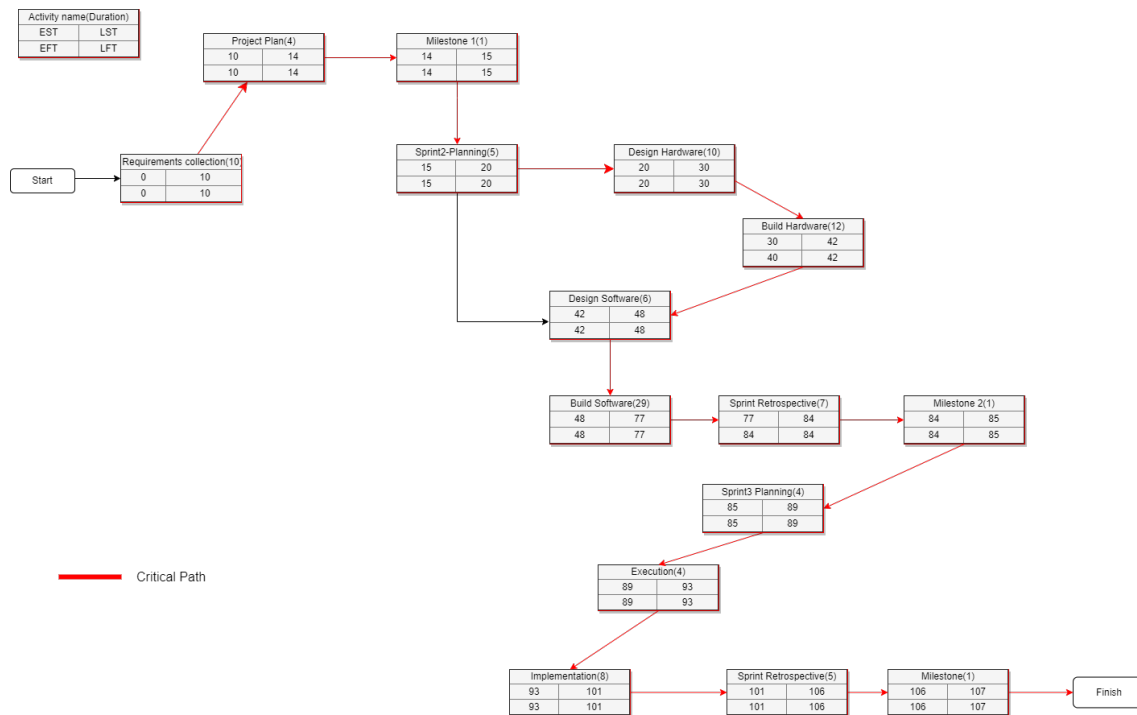 Activity name(Duration)
EST LST
EFT LFT
Project Plan(4)
10 14
10 14
Milestone 1(1)
14 15
14 15
Requirements collection(10)
0 10
0 10
Start
Sprint2-Planning(5)
15 20
15 20
Design Hardware(10)
20 30
20 30
Build Hardware(12)
30 42
40 42
Design Software(6)
42 48
42 48
Build Software(29)
48 77
48 77
Sprint Retrospective(7)
77 84
84 84
Milestone 2(1)
84 85
84 85
Sprint3 Planning(4)
85 89
85 89
Execution(4)
89 93
89 93
Critical Path
Implementation(8)
93 101
93 101
Sprint Retrospective(5)
101 106
101 106
Milestone(1)
106 107
106 107
Finish